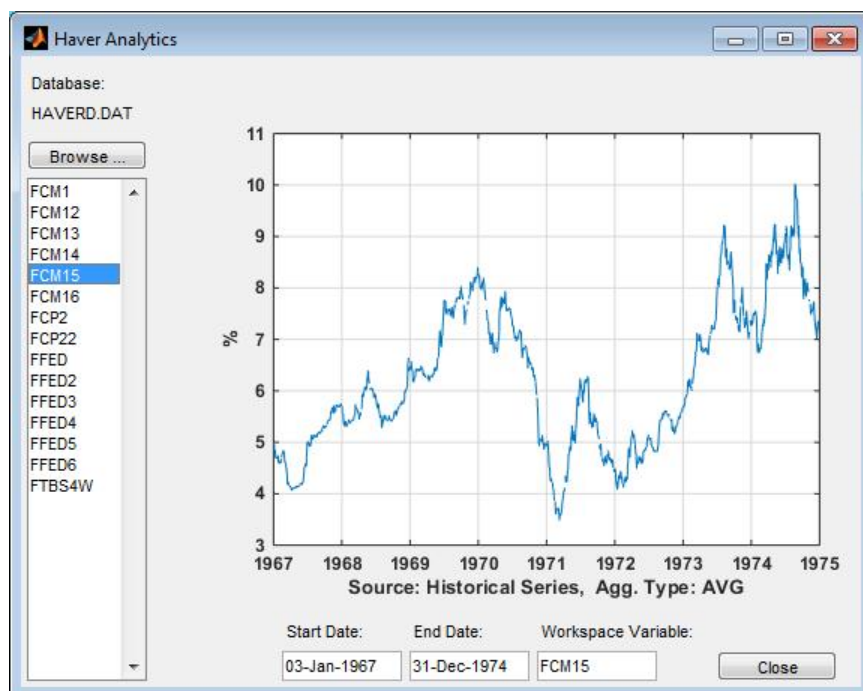 Haver Analytics
Database:
HAVERD.DAT
Browse ...
FCM1
FCM12
FCM13
FCM14
FCM15
FCM16
FCP2
FCP22
FFED
FFED2
FFED3
FFED4
FFED5
FFED6
FTBS4W
11
10
9
8
7
6
5
4
3
%
1967 1968 1969 1970 1971 1972 1973 1974 1975
Source: Historical Series, Agg. Type: AVG
Start Date: End Date: Workspace Variable:
03-Jan-1967 31-Dec-1974 FCM15 Close